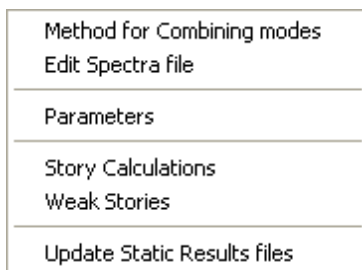 Method for Combining modes
Edit Spectra file
Parameters
Story Calculations
Weak Stories
Update Static Results files